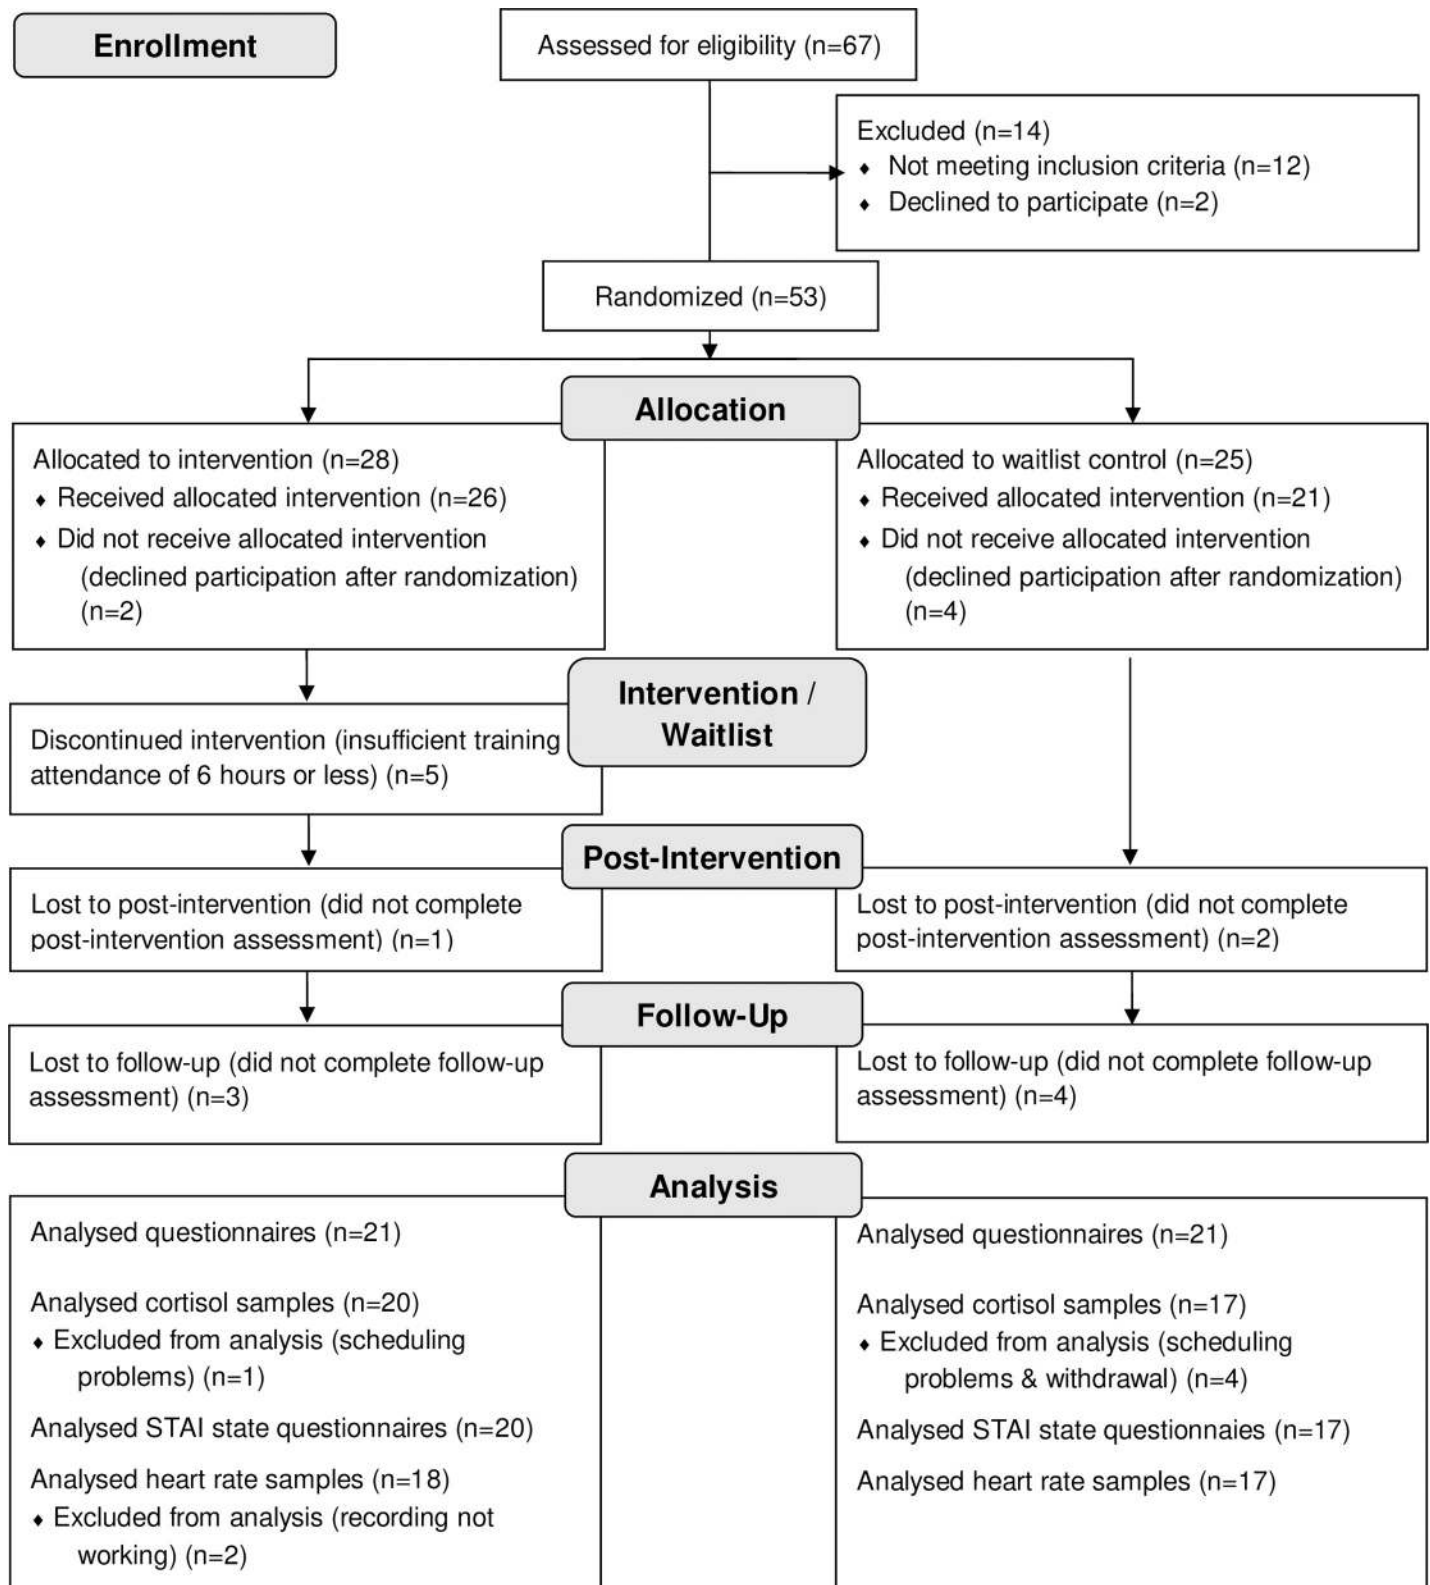 Enrollment
Assessed for eligibility (n=67)
Excluded (n=14)
♦ Not meeting inclusion criteria (n=12)
♦ Declined to participate (n=2)
Randomized (n=53)
Allocation
Allocated to intervention (n=28)
♦ Received allocated intervention (n=26)
♦ Did not receive allocated intervention
(declined participation after randomization)
(n=2)
Allocated to waitlist control (n=25)
♦ Received allocated intervention (n=21)
♦ Did not receive allocated intervention
(declined participation after randomization)
(n=4)
Intervention /
Waitlist
Discontinued intervention (insufficient training
attendance of 6 hours or less) (n=5)
Post-Intervention
Lost to post-intervention (did not complete
post-intervention assessment) (n=1)
Lost to post-intervention (did not complete
post-intervention assessment) (n=2)
Follow-Up
Lost to follow-up (did not complete follow-up
assessment) (n=3)
Lost to follow-up (did not complete follow-up
assessment) (n=4)
Analysis
Analysed questionnaires (n=21)
Analysed cortisol samples (n=20)
♦ Excluded from analysis (scheduling
problems) (n=1)
Analysed STAI state questionnaires (n=20)
Analysed heart rate samples (n=18)
♦ Excluded from analysis (recording not
working) (n=2)
Analysed questionnaires (n=21)
Analysed cortisol samples (n=17)
♦ Excluded from analysis (scheduling
problems & withdrawal) (n=4)
Analysed STAI state questionnaies (n=17)
Analysed heart rate samples (n=17)